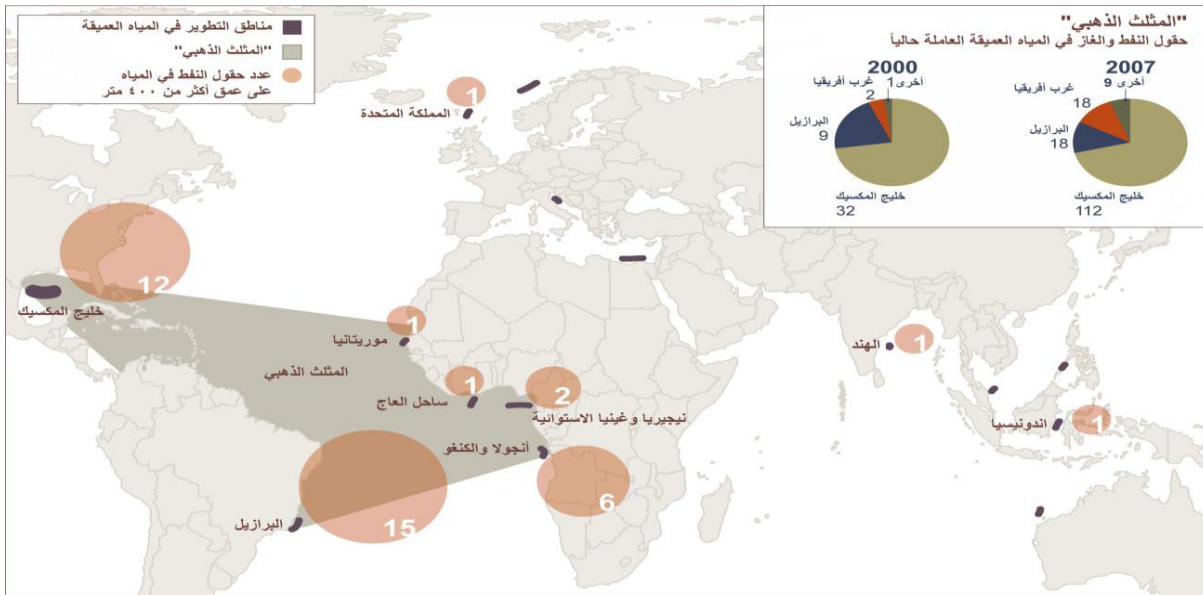 مناطق التطوير في المياه العميقة
"المثلث الذهبي"
عدد حقول النفط في المياه
على عمق أكثر من ٤٠٠ متر
"المثلث الذهبي"
حقول النفط والغاز في المياه العميقة العاملة حالياً
2007
أخرى 9
غرب أفريقيا
18
البرازيل
18
خليج المكسيك
112
2000
أخرى
1
غرب أفريقيا
2
البرازيل
9
خليج المكسيك
32
1
المملكة المتحدة
12
خليج المكسيك
1
موريتانيا
المثلث الذهبي
1
ساحل العاج
2
نيجيريا وغينيا الاستوائية
أنجولا والكنغو
6
15
البرازيل
1
الهند
1
اندونيسيا